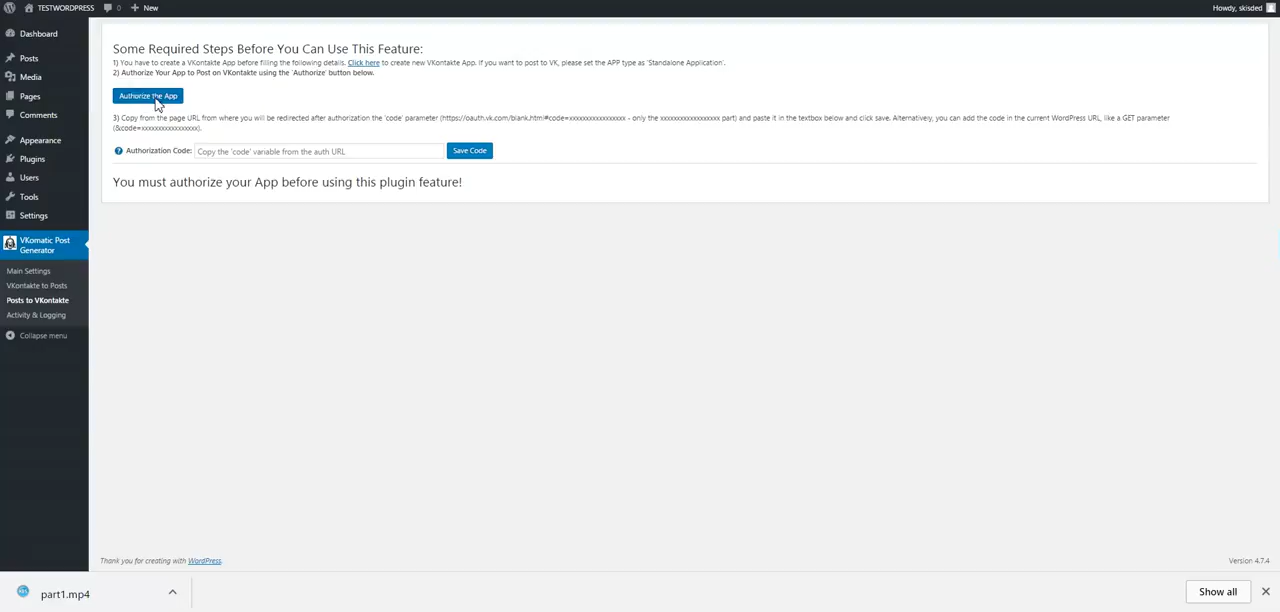 TESTWORDPRESS 0 New Howdy, skisded
Dashboard
Posts
Media
Pages
Comments
Appearance
Plugins
Users
Tools
Settings
VKomatic Post
Generator
Main Settings
VKontakte to Posts
Posts to VKontakte
Activity & Logging
Collapse menu
Some Required Steps Before You Can Use This Feature:
1) You have to create a VKontakte App before filling the following details. Click here to create new VKontakte App. If you want to post to VK, please set the APP type as 'Standalone Application'.
2) Authorize Your App to Post on VKontakte using the 'Authorize' button below.
Authorize the App
3) Copy from the page URL from where you will be redirected after authorization the 'code' parameter (https://oauth.vk.com/blank.html#code=xxxxxxxxxxxxxxxxx - only the xxxxxxxxxxxxxxxxx part) and paste it in the textbox below and click save. Alternatively, you can add the code in the current WordPress URL, like a GET parameter
(&code=xxxxxxxxxxxxxxxxx).
? Authorization Code: Copy the 'code' variable from the auth URL Save Code
You must authorize your App before using this plugin feature!
Thank you for creating with WordPress. Version 4.7.4
part1.mp4 Show all